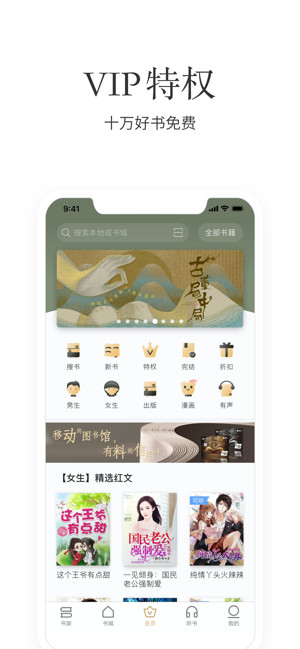 VIP特权
十万好书免费
9:41
搜索本地或书城
全部书籍
古董局中局
搜书
新书
特权
完结
折扣
男生
女生
出版
漫画
有声
移动的图书馆，
有料的
【女生】精选红文
这个王爷有点甜
国民老公强制爱
这个王爷有点甜
一见倾身：国民老公强制爱
纯情丫头火辣辣
书架
书城
会员
听书
我的